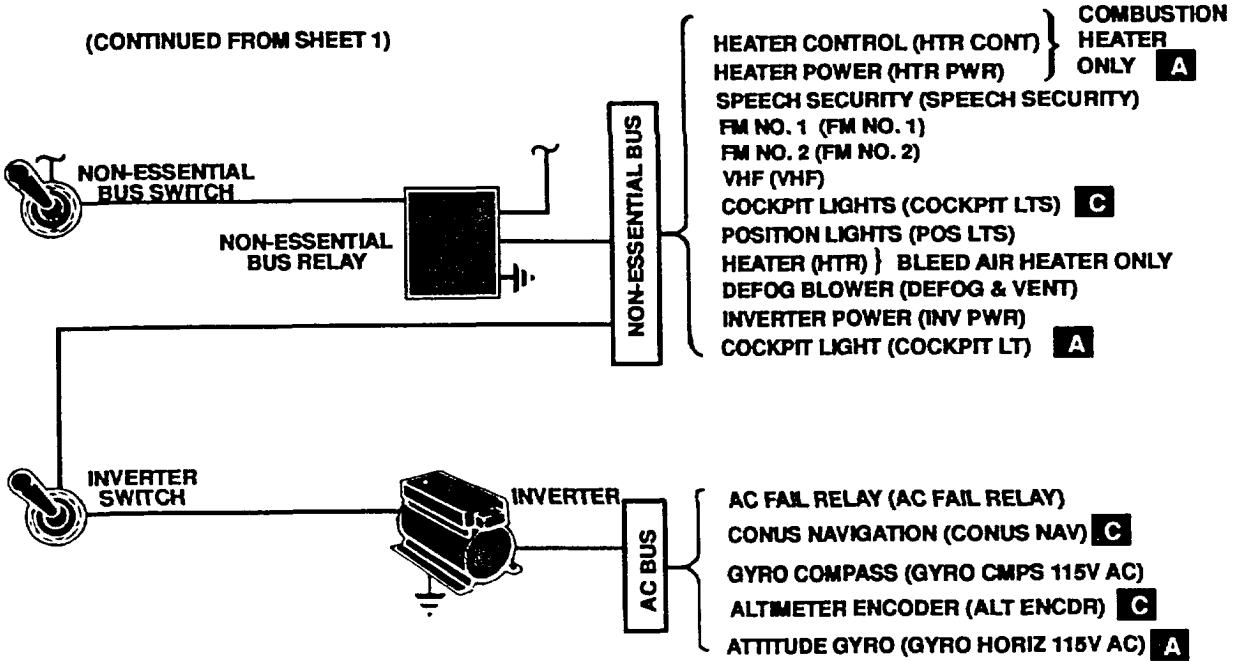 (CONTINUED FROM SHEET 1)
COMBUSTION
HEATER
ONLY A
HEATER CONTROL (HTR CONT)
HEATER POWER (HTR PWR)
SPEECH SECURITY (SPEECH SECURITY)
FM NO. 1 (FM NO. 1)
FM NO. 2 (FM NO. 2)
VHF (VHF)
COCKPIT LIGHTS (COCKPIT LTS) C
POSITION LIGHTS (POS LTS)
HEATER (HTR) } BLEED AIR HEATER ONLY
DEFOG BLOWER (DEFOG & VENT)
INVERTER POWER (INV PWR)
COCKPIT LIGHT (COCKPIT LT) A
NON-ESSENTIAL BUS
NON-ESSENTIAL
BUS SWITCH
NON-ESSENTIAL
BUS RELAY
INVERTER
SWITCH
INVERTER
AC BUS
AC FAIL RELAY (AC FAIL RELAY)
CONUS NAVIGATION (CONUS NAV) C
GYRO COMPASS (GYRO CMPS 115V AC)
ALTIMETER ENCODER (ALT ENCDR) C
ATTITUDE GYRO (GYRO HORIZ 115V AC) A